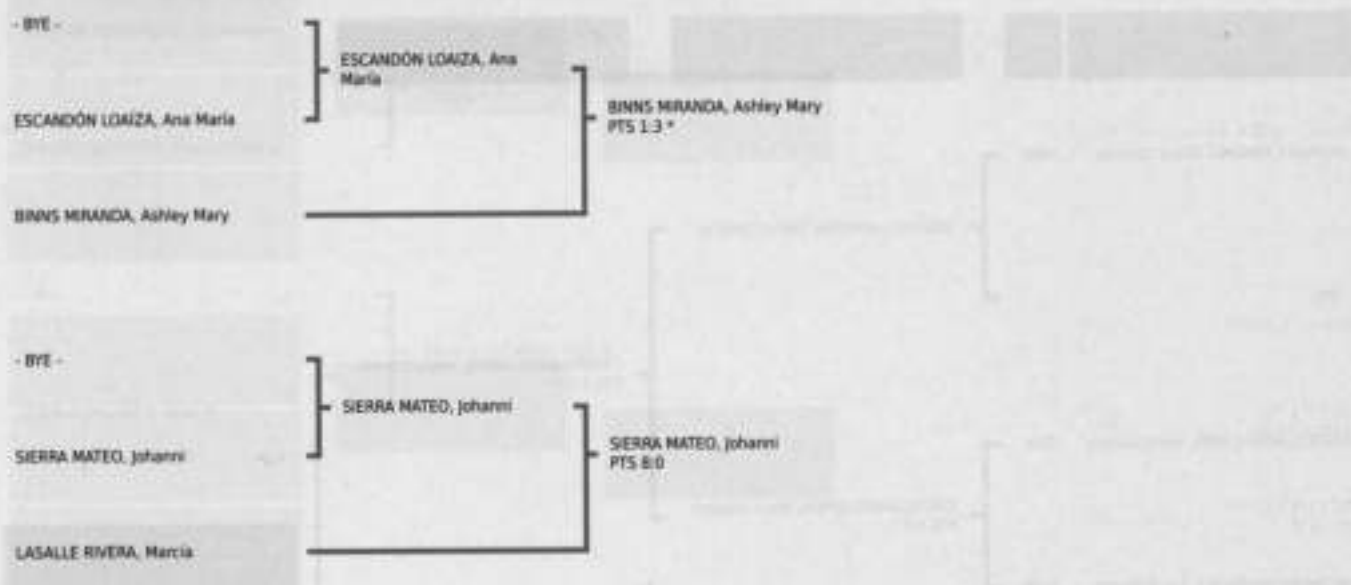 - BYE -
ESCANDÓN LOAIZA, Ana
María
ESCANDÓN LOAÍZA, Ana María
BINNS MIRANDA, Ashley Mary
PTS 1:3 *
BINNS MIRANDA, Ashley Mary
- BYE -
SIERRA MATEO, Johanni
SIERRA MATEO, Johanni
SIERRA MATEO, Johanni
PTS 8:0
LASALLE RIVERA, Marcia